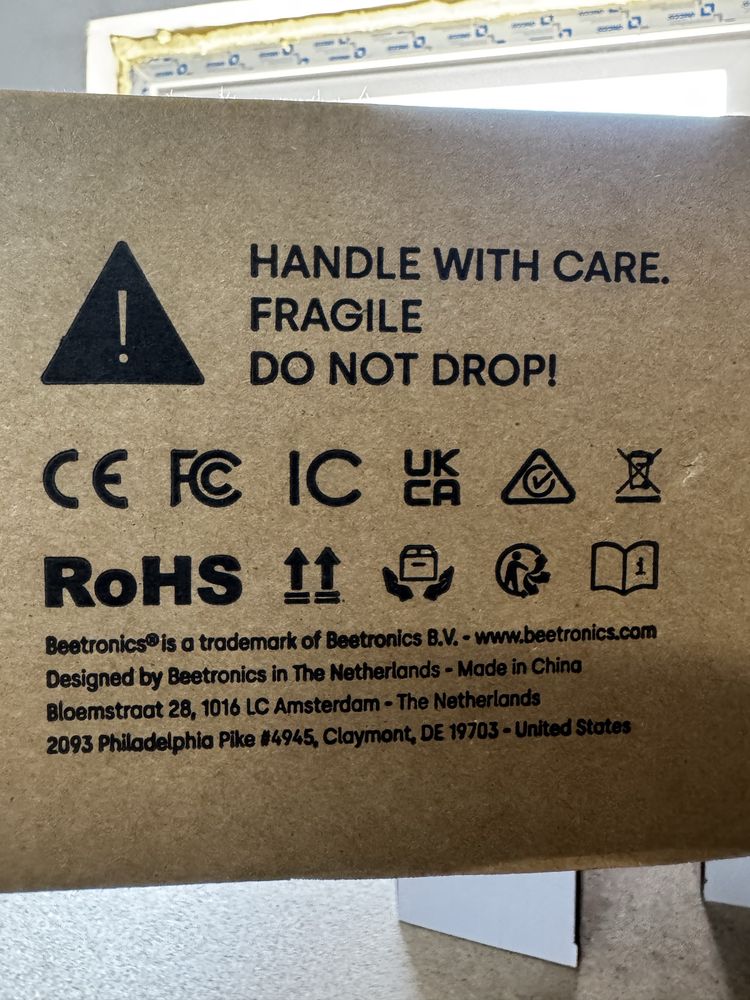 HANDLE WITH CARE.
FRAGILE
DO NOT DROP!
CE FC IC UK CA
RoHS
Beetronics® is a trademark of Beetronics B.V. - www.beetronics.com
Designed by Beetronics in The Netherlands - Made in China
Bloemstraat 28, 1016 LC Amsterdam - The Netherlands
2093 Philadelphia Pike #4945, Claymont, DE 19703 - United States